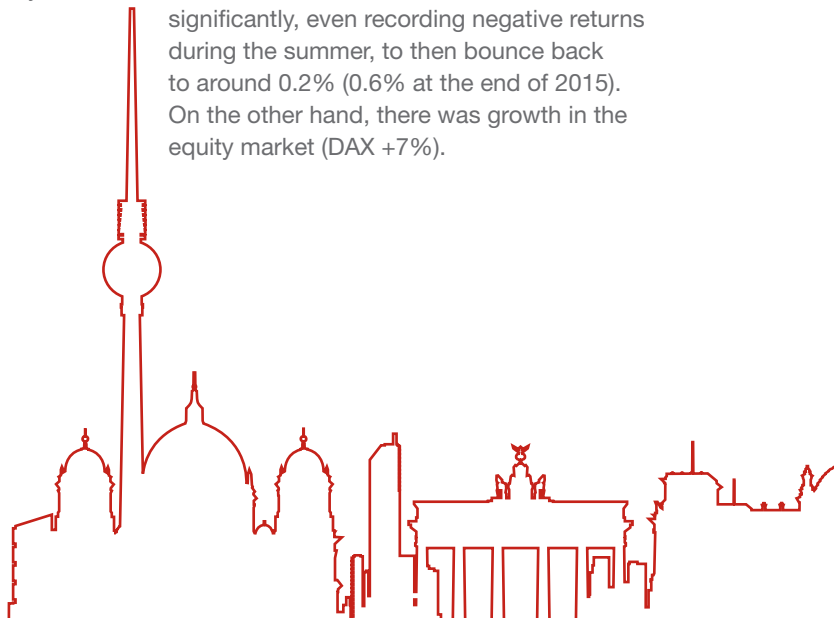 significantly, even recording negative returns
during the summer, to then bounce back
to around 0.2% (0.6% at the end of 2015).
On the other hand, there was growth in the
equity market (DAX +7%).